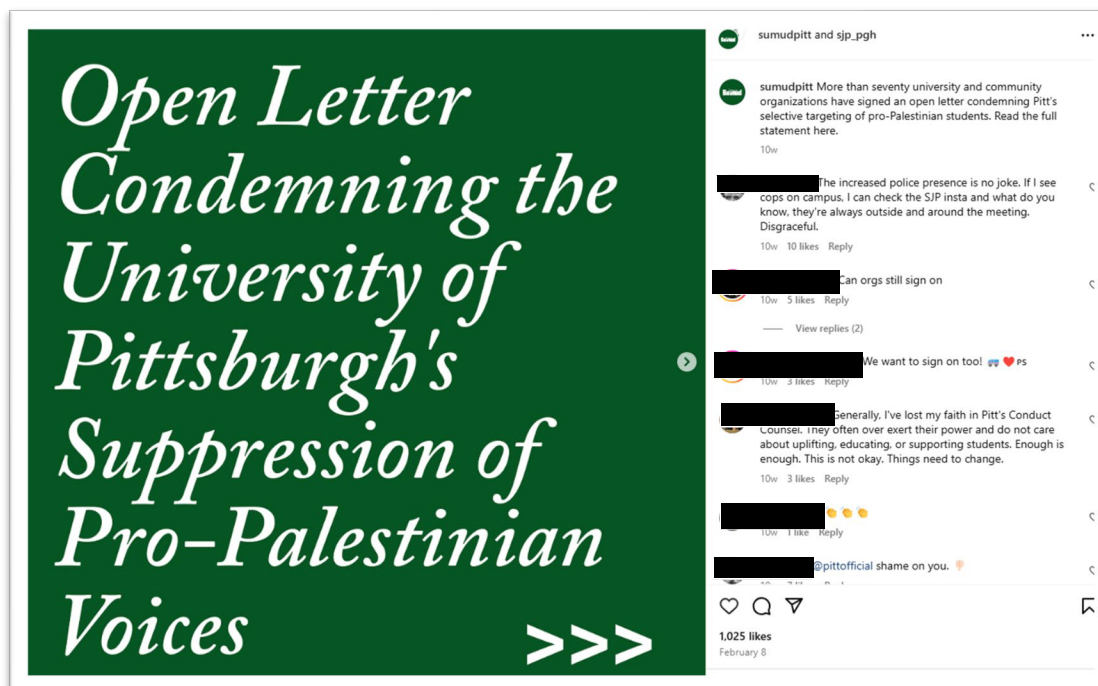 Open Letter
Condemning the
University of
Pittsburgh's
Suppression of
Pro-Palestinian
Voices
>>>
sumudpitt and sjp_pgh
sumudpitt More than seventy university and community
organizations have signed an open letter condemning Pitt's
selective targeting of pro-Palestinian students. Read the full
statement here.
10w
The increased police presence is no joke. If I see
cops on campus, I can check the SJP insta and what do you
know, they're always outside and around the meeting.
Disgraceful.
10w 10 likes Reply
Can orgs still sign on
10w 5 likes Reply
View replies (2)
We want to sign on too! 🚌 ❤️ PS
10w 3 likes Reply
Generally, I've lost my faith in Pitt's Conduct
Counsel. They often over exert their power and do not care
about uplifting, educating, or supporting students. Enough is
enough. This is not okay. Things need to change.
10w 3 likes Reply
👏 👏 👏
10w 1 like Reply
@pittofficial shame on you.
1,025 likes
February 8